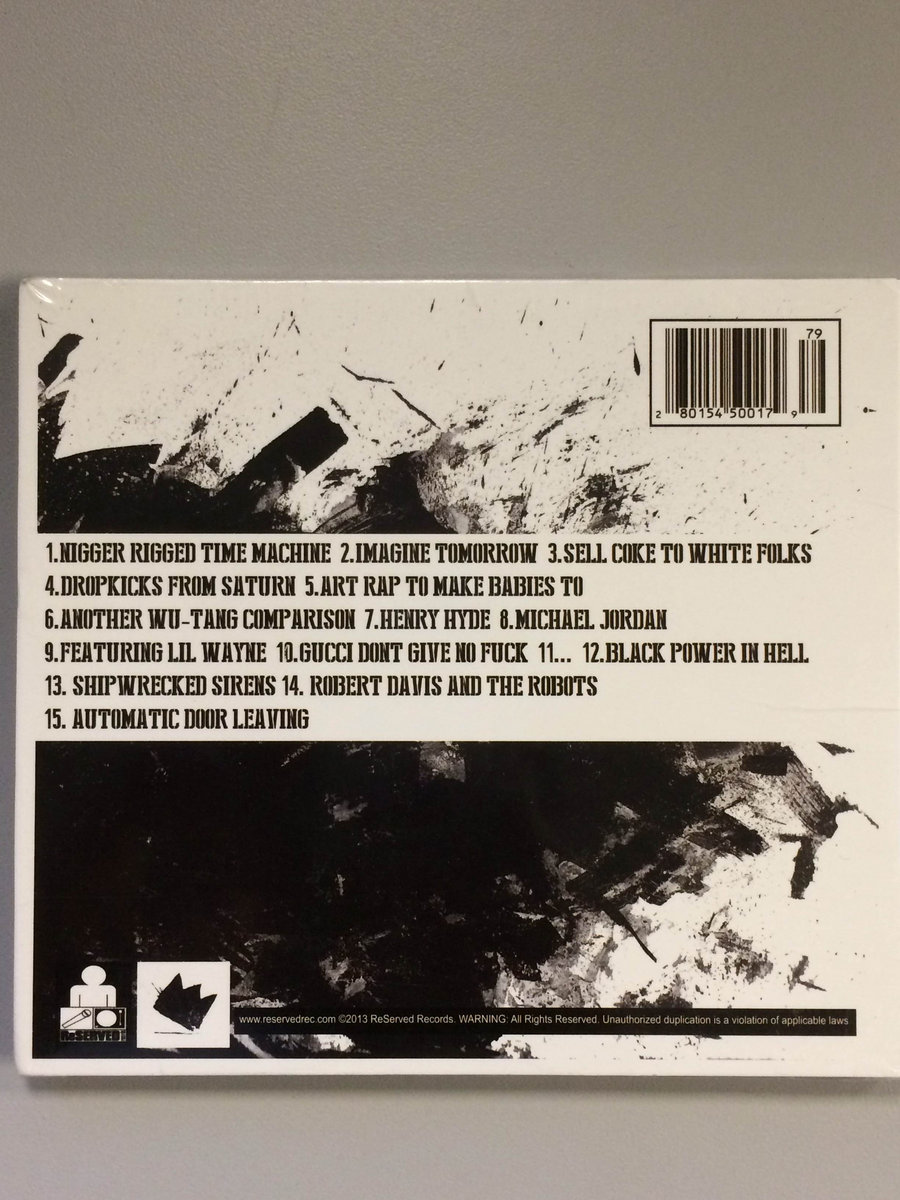 79
2 80154 50017 9
1.NIGGER RIGGED TIME MACHINE 2.IMAGINE TOMORROW 3.SELL COKE TO WHITE FOLKS
4.DROPKICKS FROM SATURN 5.ART RAP TO MAKE BABIES TO
6.ANOTHER WU-TANG COMPARISON 7.HENRY HYDE 8.MICHAEL JORDAN
9.FEATURING LIL WAYNE 10.GUCCI DONT GIVE NO FUCK 11... 12.BLACK POWER IN HELL
13. SHIPWRECKED SIRENS 14. ROBERT DAVIS AND THE ROBOTS
15. AUTOMATIC DOOR LEAVING
www.reservedrec.com ©2013 ReServed Records. WARNING: All Rights Reserved. Unauthorized duplication is a violation of applicable laws
ReSERVED